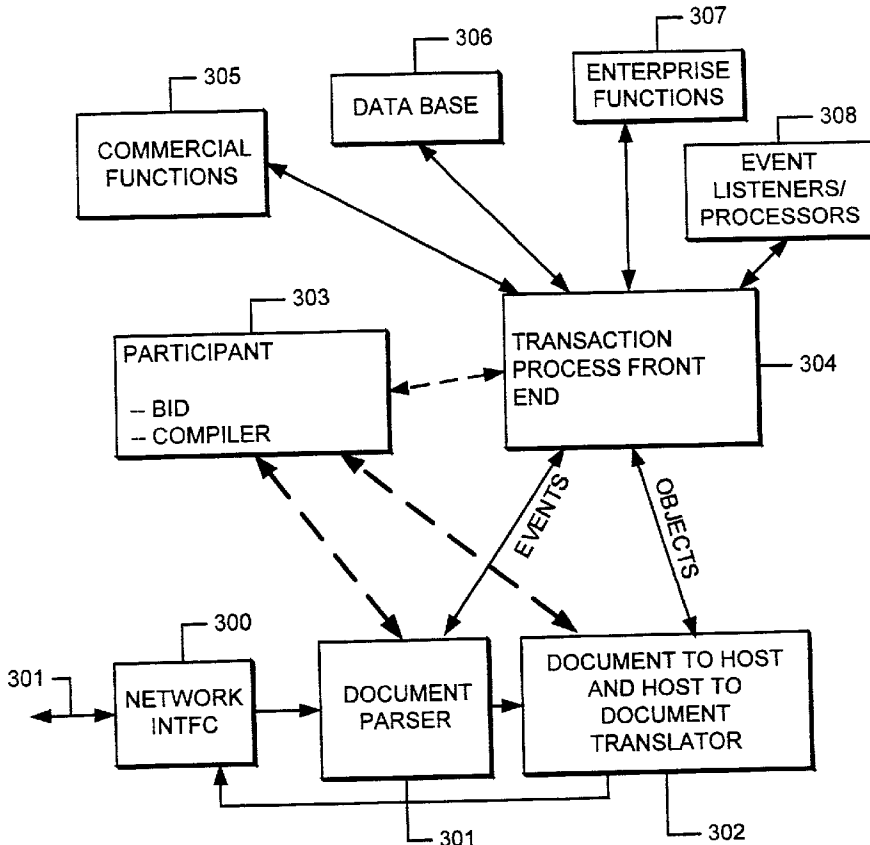 307
306
305
ENTERPRISE
FUNCTIONS
DATA BASE
308
COMMERCIAL
FUNCTIONS
EVENT
LISTENERS/
PROCESSORS
303
PARTICIPANT
-- BID
-- COMPILER
TRANSACTION
PROCESS FRONT
END
304
EVENTS
OBJECTS
300
301
NETWORK
INTFC
DOCUMENT
PARSER
DOCUMENT TO HOST
AND HOST TO
DOCUMENT
TRANSLATOR
301
302